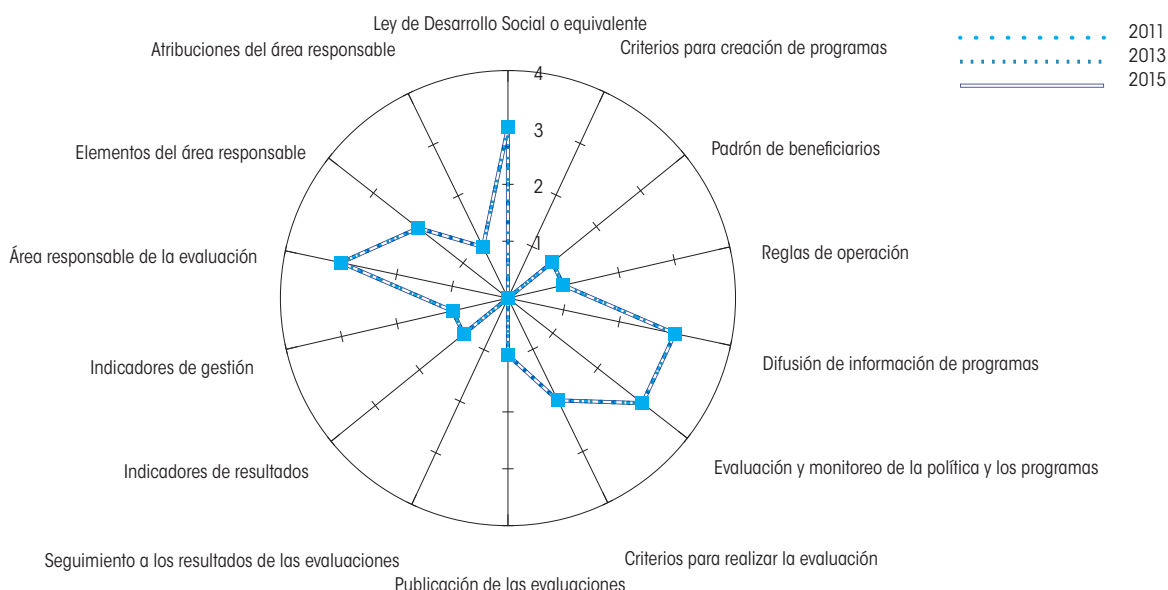 Ley de Desarrollo Social o equivalente
Atribuciones del área responsable
Criterios para creación de programas
2011
2013
2015
4
3
2
1
Elementos del área responsable
Padrón de beneficiarios
Área responsable de la evaluación
Reglas de operación
Indicadores de gestión
Difusión de información de programas
Indicadores de resultados
Evaluación y monitoreo de la política y los programas
Seguimiento a los resultados de las evaluaciones
Criterios para realizar la evaluación
Publicación de las evaluaciones